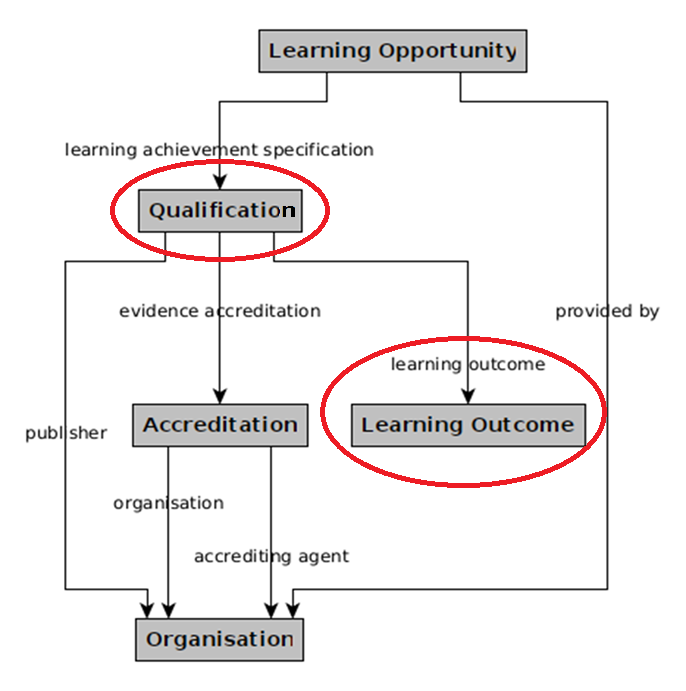 Learning Opportunity
learning achievement specification
Qualification
evidence accreditation
provided by
learning outcome
Accreditation
Learning Outcome
publisher
organisation
accrediting agent
Organisation